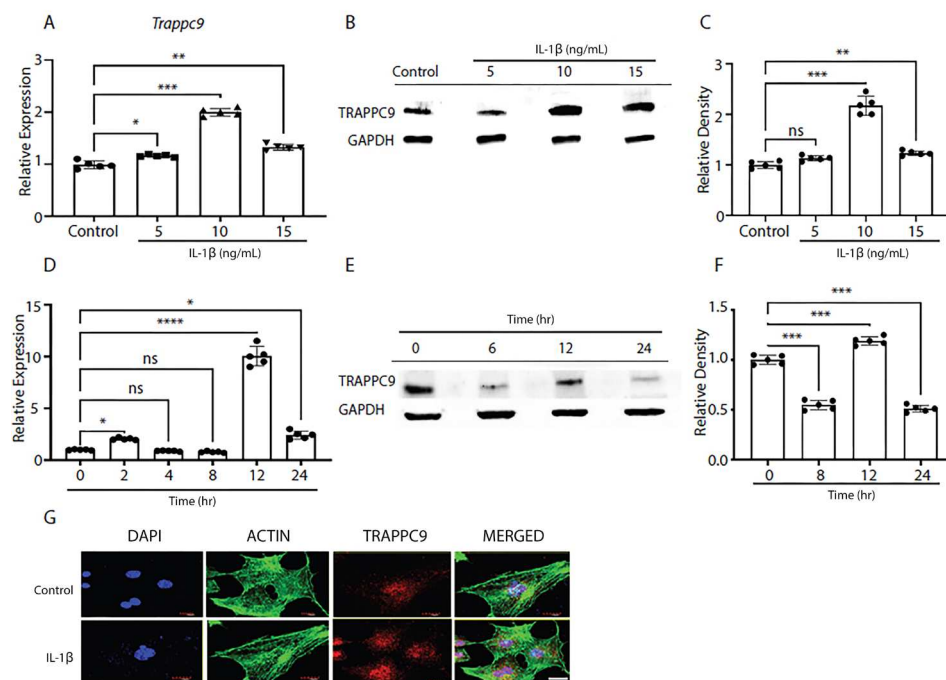 A
Trappc9
Relative Expression
3
2
1
0
*
***
**
Control
5
10
15
IL-1β (ng/mL)
B
IL-1β (ng/mL)
Control
5
10
15
TRAPPC9
GAPDH
C
Relative Density
3
2
1
0
ns
***
**
Control
5
10
15
IL-1β (ng/mL)
D
Relative Expression
15
10
5
0
*
ns
ns
****
*
0
2
4
8
12
24
Time (hr)
E
Time (hr)
0
6
12
24
TRAPPC9
GAPDH
F
Relative Density
1.5
1.0
0.5
0.0
***
***
***
0
8
12
24
Time (hr)
G
DAPI
ACTIN
TRAPPC9
MERGED
Control
IL-1β